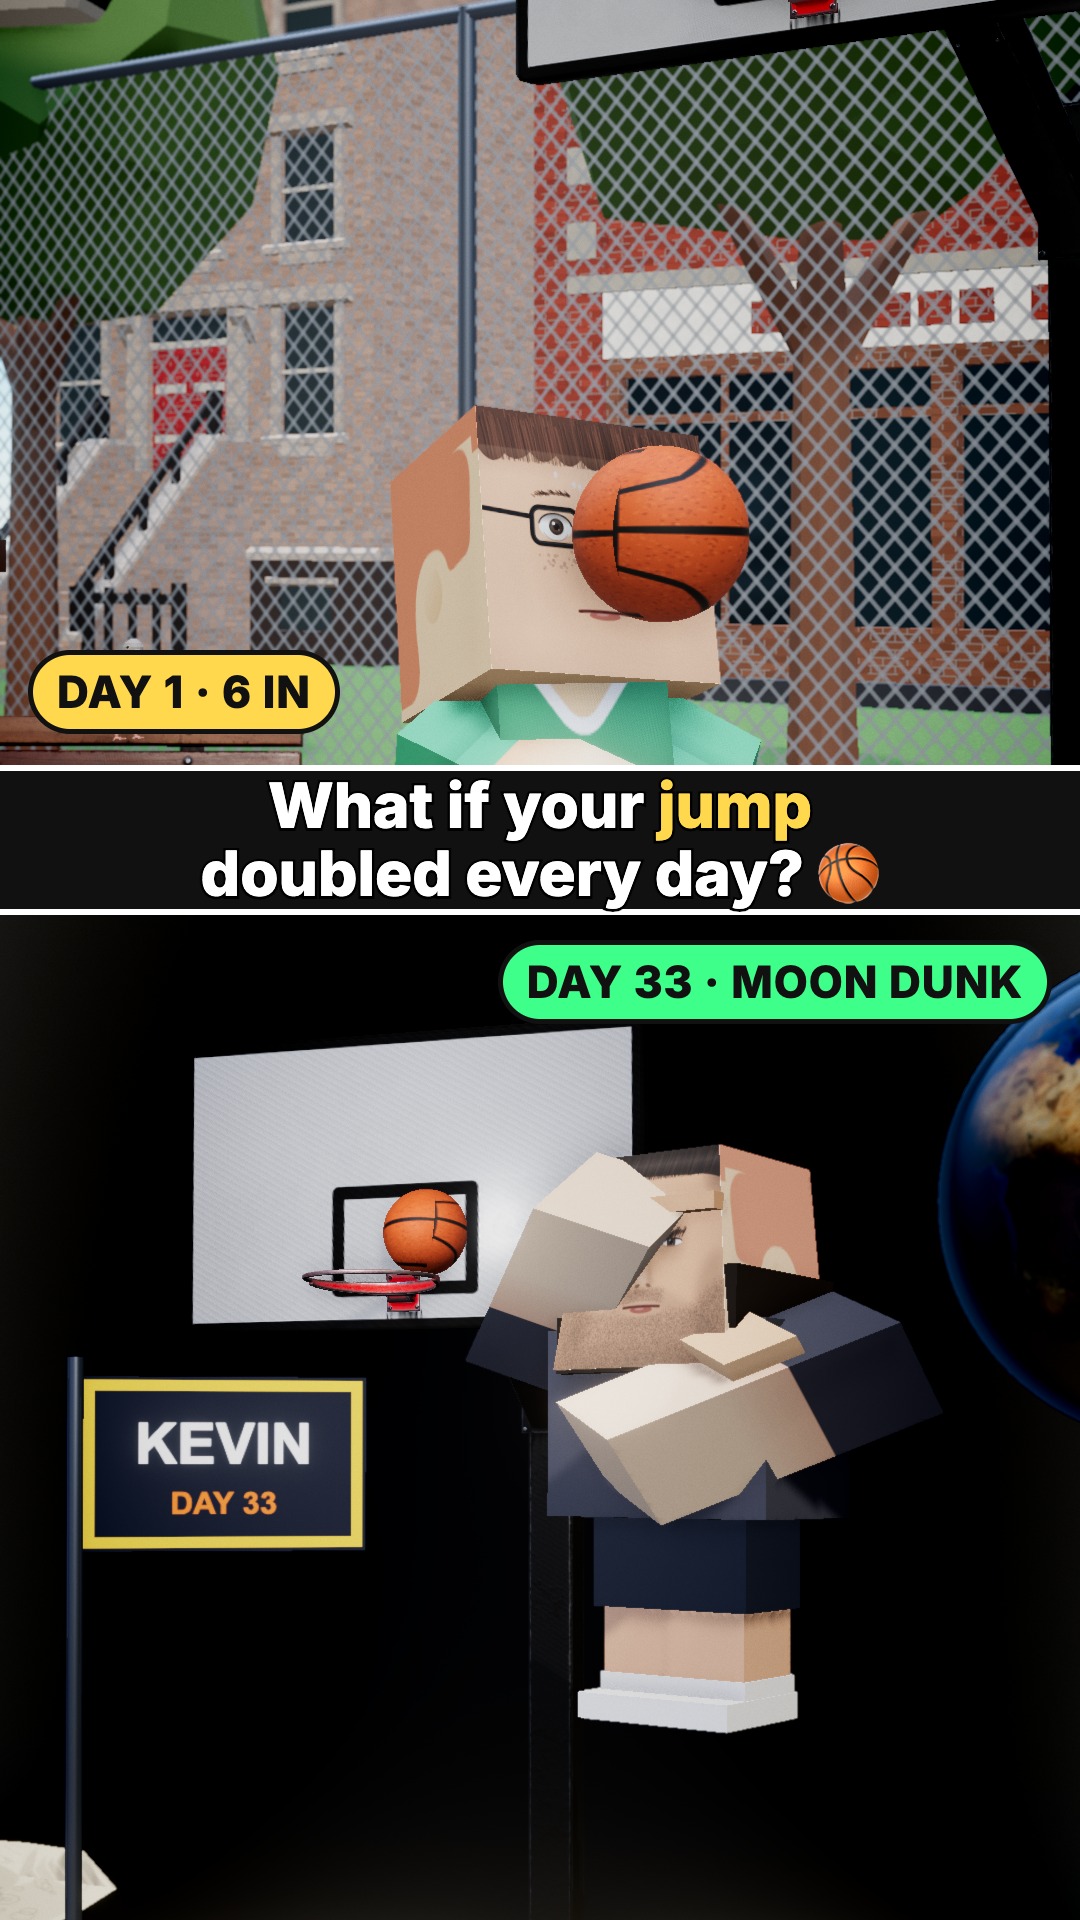 DAY 1 · 6 IN
What if your jump
doubled every day? 🏀
DAY 33 · MOON DUNK
KEVIN
DAY 33